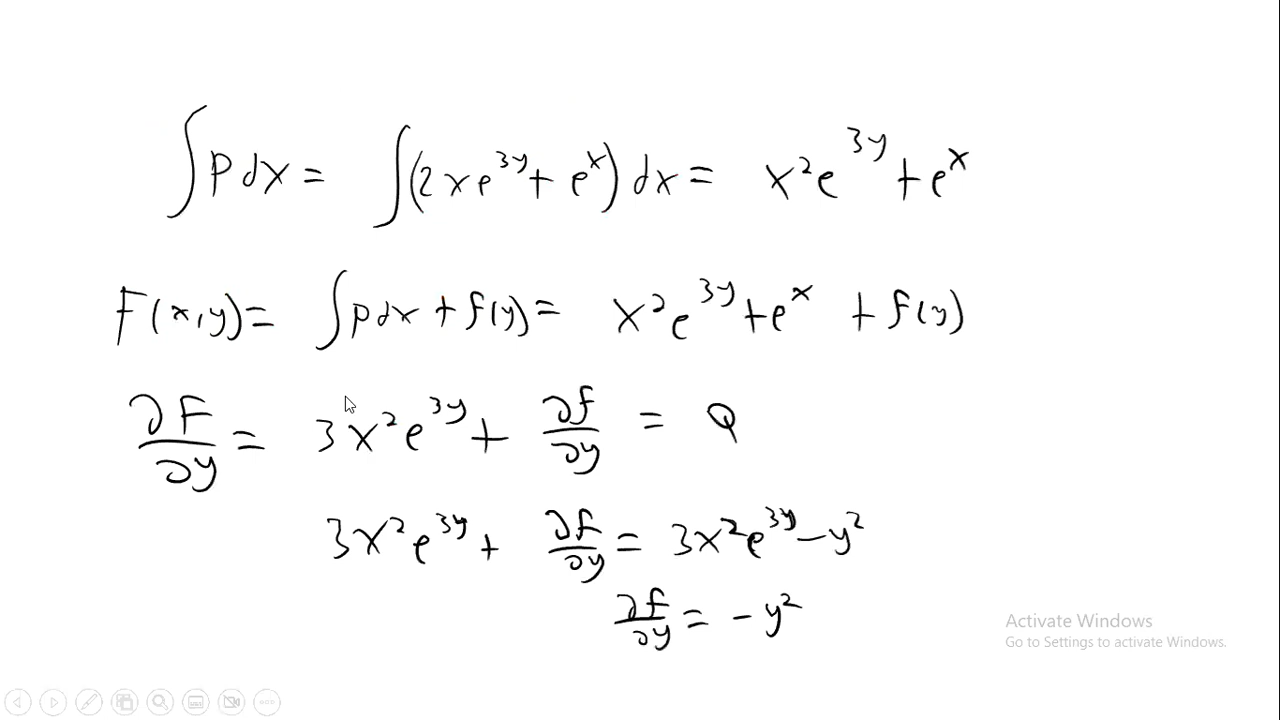 ∫ P dx = ∫(2xe^{3y} + e^x) dx = x²e^{3y} + e^x
F(x,y) = ∫ P dx + f(y) = x²e^{3y} + e^x + f(y)
∂F/∂y = 3x²e^{3y} + ∂f/∂y = Q
3x²e^{3y} + ∂f/∂y = 3x²e^{3y} - y²
∂f/∂y = -y²
Activate Windows
Go to Settings to activate Windows.